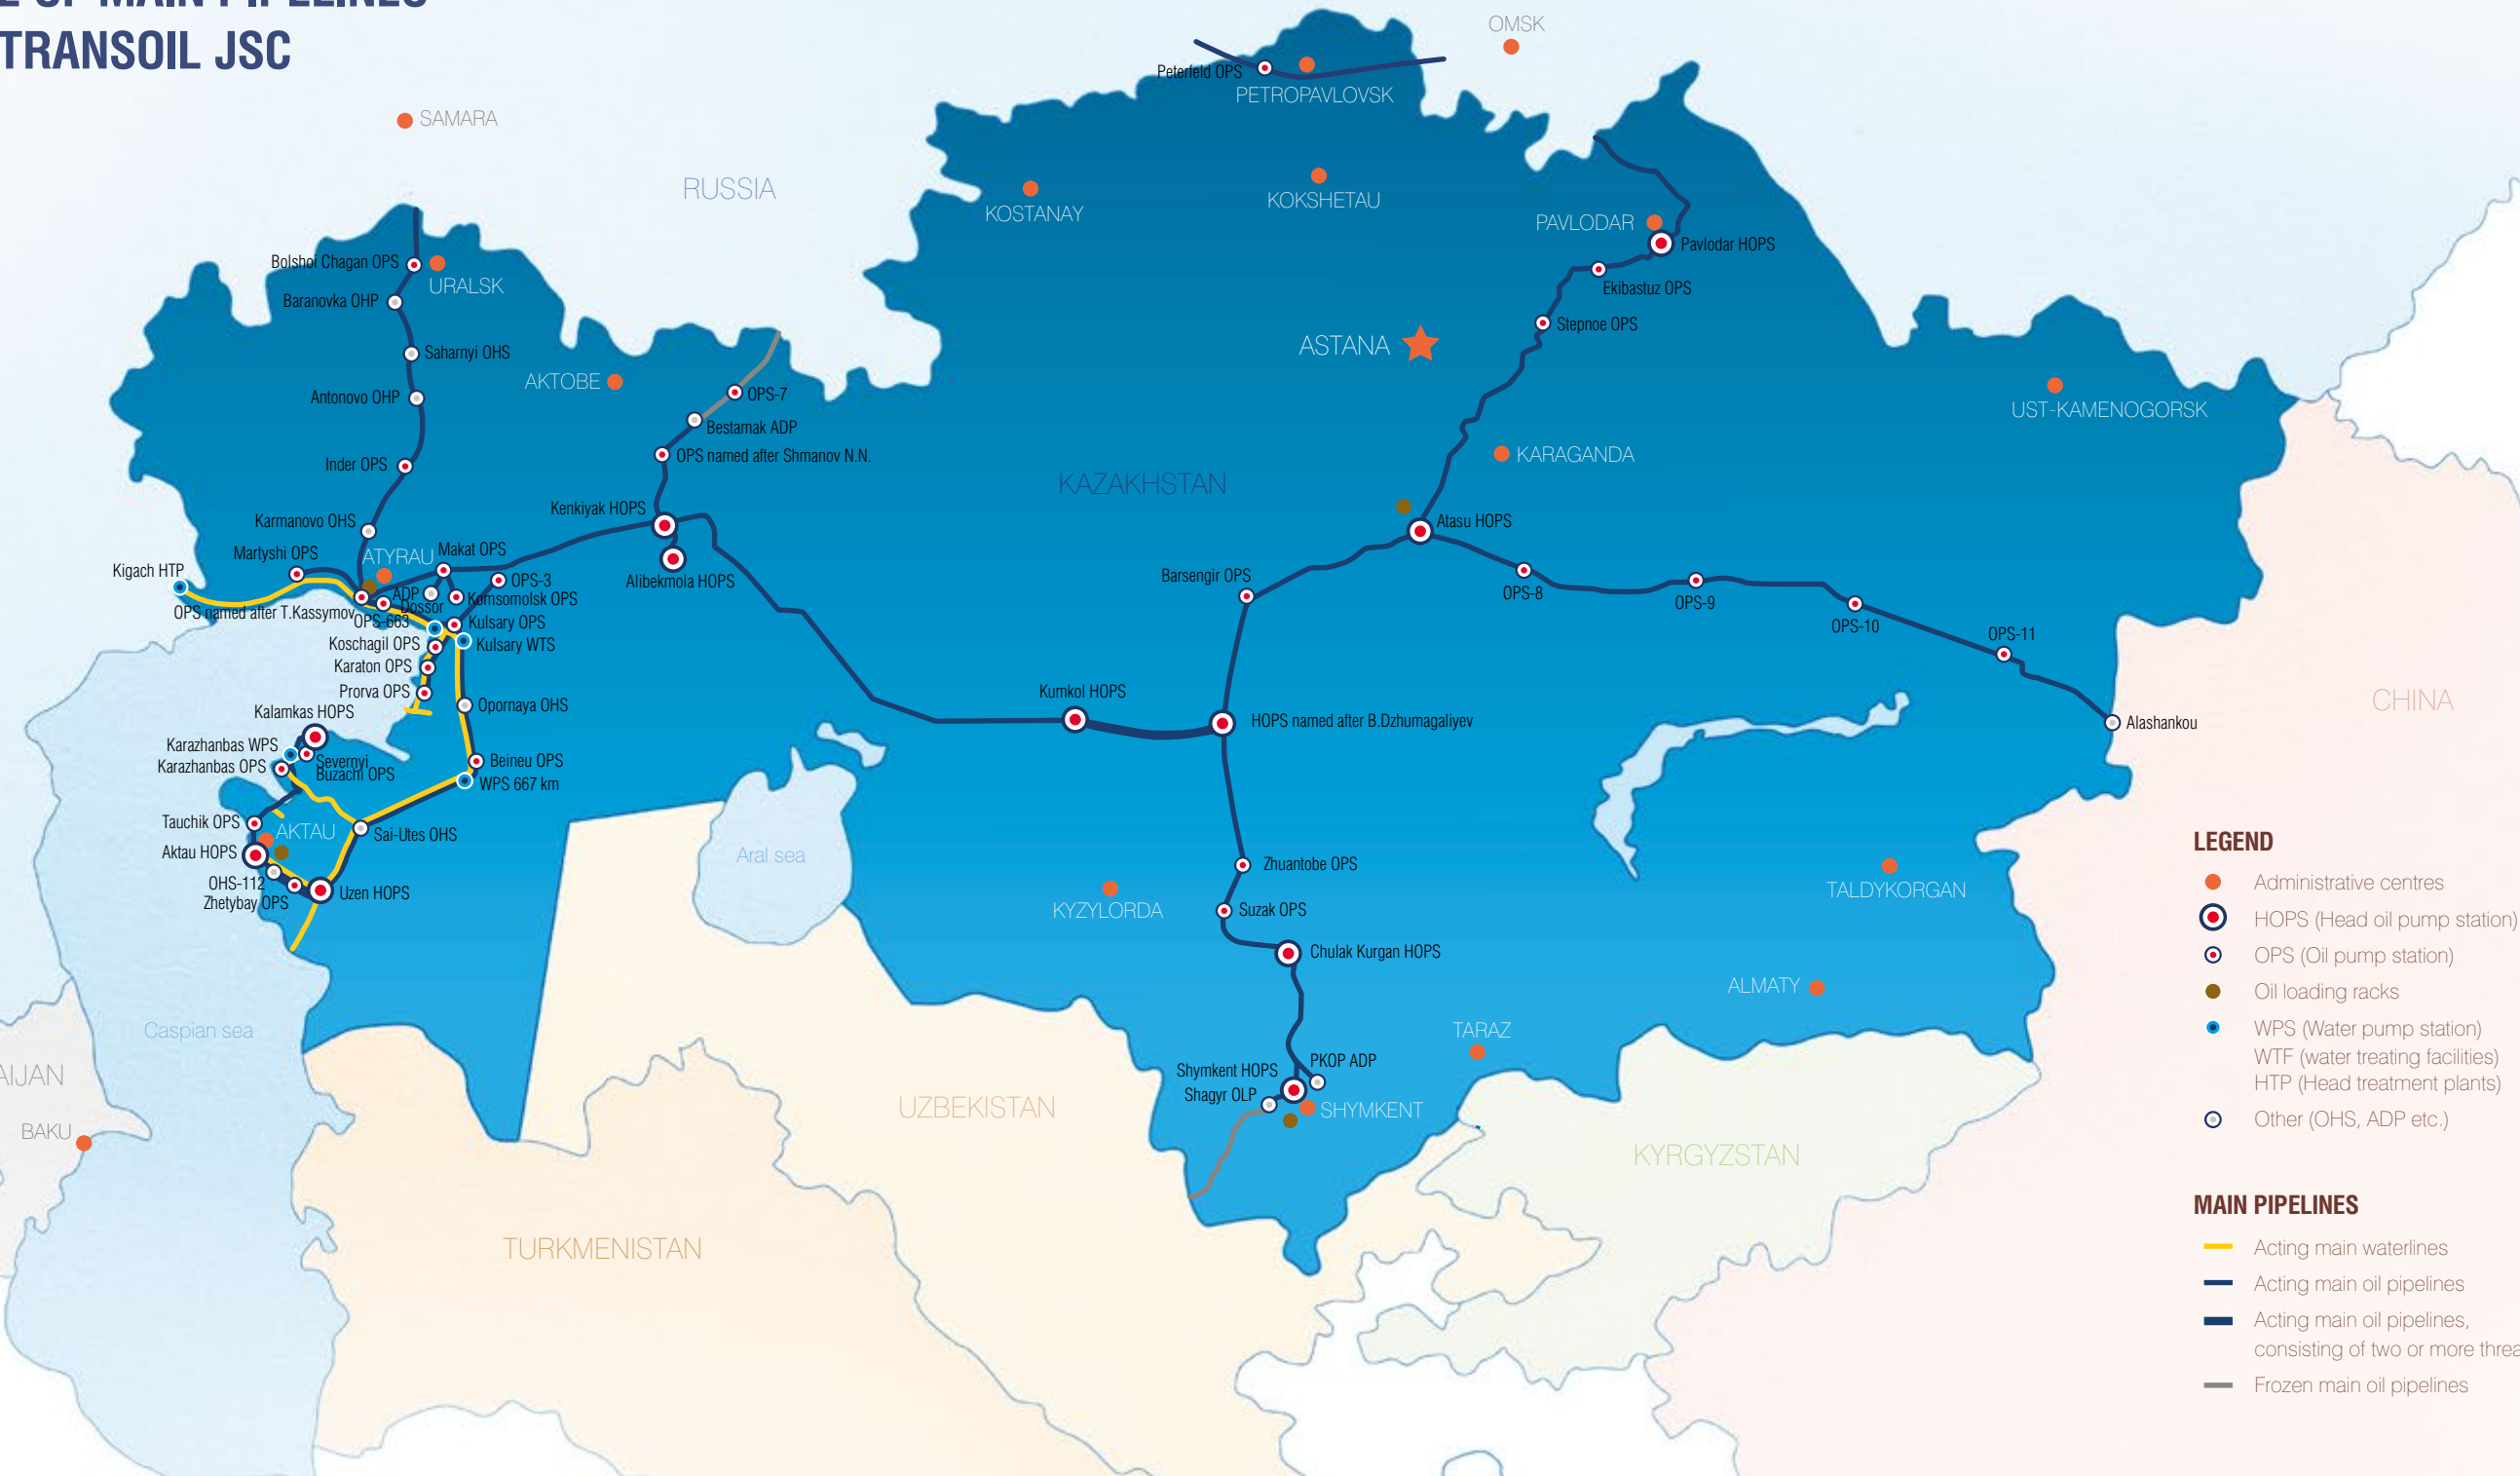 E OF MAIN PIPELINES
TRANSOIL JSC
OMSK
Peterfeld OPS
PETROPAVLOVSK
SAMARA
RUSSIA
KOSTANAY
KOKSHETAU
PAVLODAR
Pavlodar HOPS
Bolshoi Chagan OPS
URALSK
Baranovka OHP
Ekibastuz OPS
Stepnoe OPS
ASTANA
Saharnyi OHS
AKTOBE
Antonovo OHP
OPS-7
Bestamak ADP
UST-KAMENOGORSK
OPS named after Shmanov N.N.
Inder OPS
KARAGANDA
KAZAKHSTAN
Kenkiyak HOPS
Karmanovo OHS
Atasu HOPS
Martyshi OPS
ATYRAU
Makat OPS
Kigach HTP
Alibekmola HOPS
OPS-3
Barsengir OPS
ADP
Dossor
Komsomolsk OPS
OPS-8
OPS-9
OPS-10
OPS-11
OPS named after T.Kassymov
OPS-663
Kulsary OPS
Koschagil OPS
Kulsary WTS
Karaton OPS
Prorva OPS
Opornaya OHS
Kumkol HOPS
HOPS named after B.Dzhumagaliyev
CHINA
Alashankou
Kalamkas HOPS
Karazhanbas WPS
Karazhanbas OPS
Severnyi
Buzachi OPS
Beineu OPS
WPS 667 km
Tauchik OPS
AKTAU
Sai-Utes OHS
Aktau HOPS
OHS-112
Zhetybay OPS
Uzen HOPS
Aral sea
Zhuantobe OPS
KYZYLORDA
Suzak OPS
Chulak Kurgan HOPS
TALDYKORGAN
ALMATY
TARAZ
Caspian sea
AIJAN
BAKU
Shymkent HOPS
PKOP ADP
Shagyr OLP
SHYMKENT
UZBEKISTAN
KYRGYZSTAN
TURKMENISTAN
LEGEND
Administrative centres
HOPS (Head oil pump station)
OPS (Oil pump station)
Oil loading racks
WPS (Water pump station)
WTF (water treating facilities)
HTP (Head treatment plants)
Other (OHS, ADP etc.)
MAIN PIPELINES
Acting main waterlines
Acting main oil pipelines
Acting main oil pipelines,
consisting of two or more threa
Frozen main oil pipelines